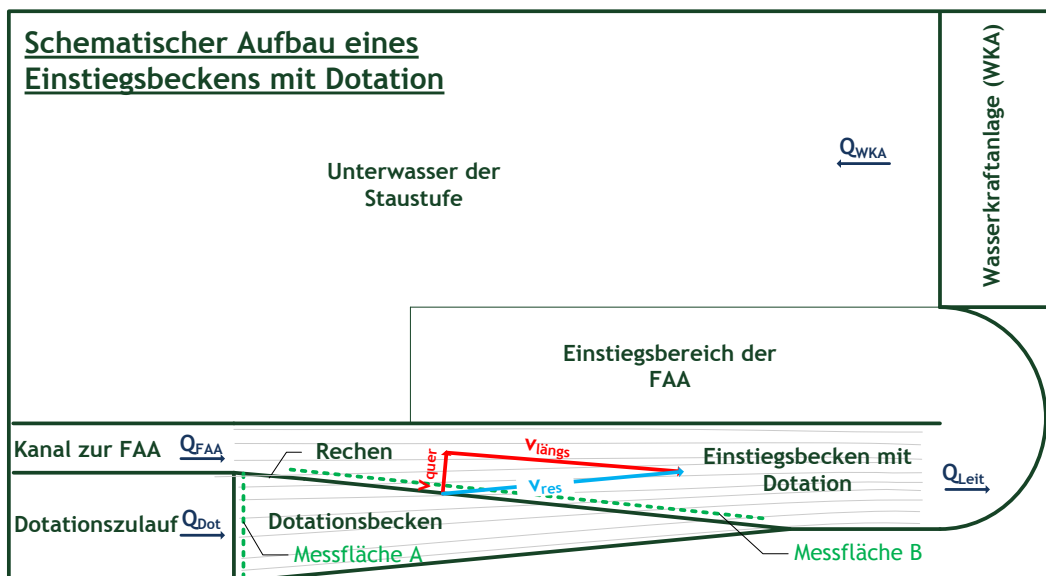 Schematischer Aufbau eines
Einstiegsbeckens mit Dotation
Wasserkraftanlage (WKA)
QWKA
Unterwasser der
Staustufe
Einstiegsbereich der
FAA
Kanal zur FAA
QFAA
Rechen
vquer
vlängs
vres
Einstiegsbecken mit
Dotation
QLeit
Dotationszulauf
QDot
Dotationsbecken
Messfläche A
Messfläche B